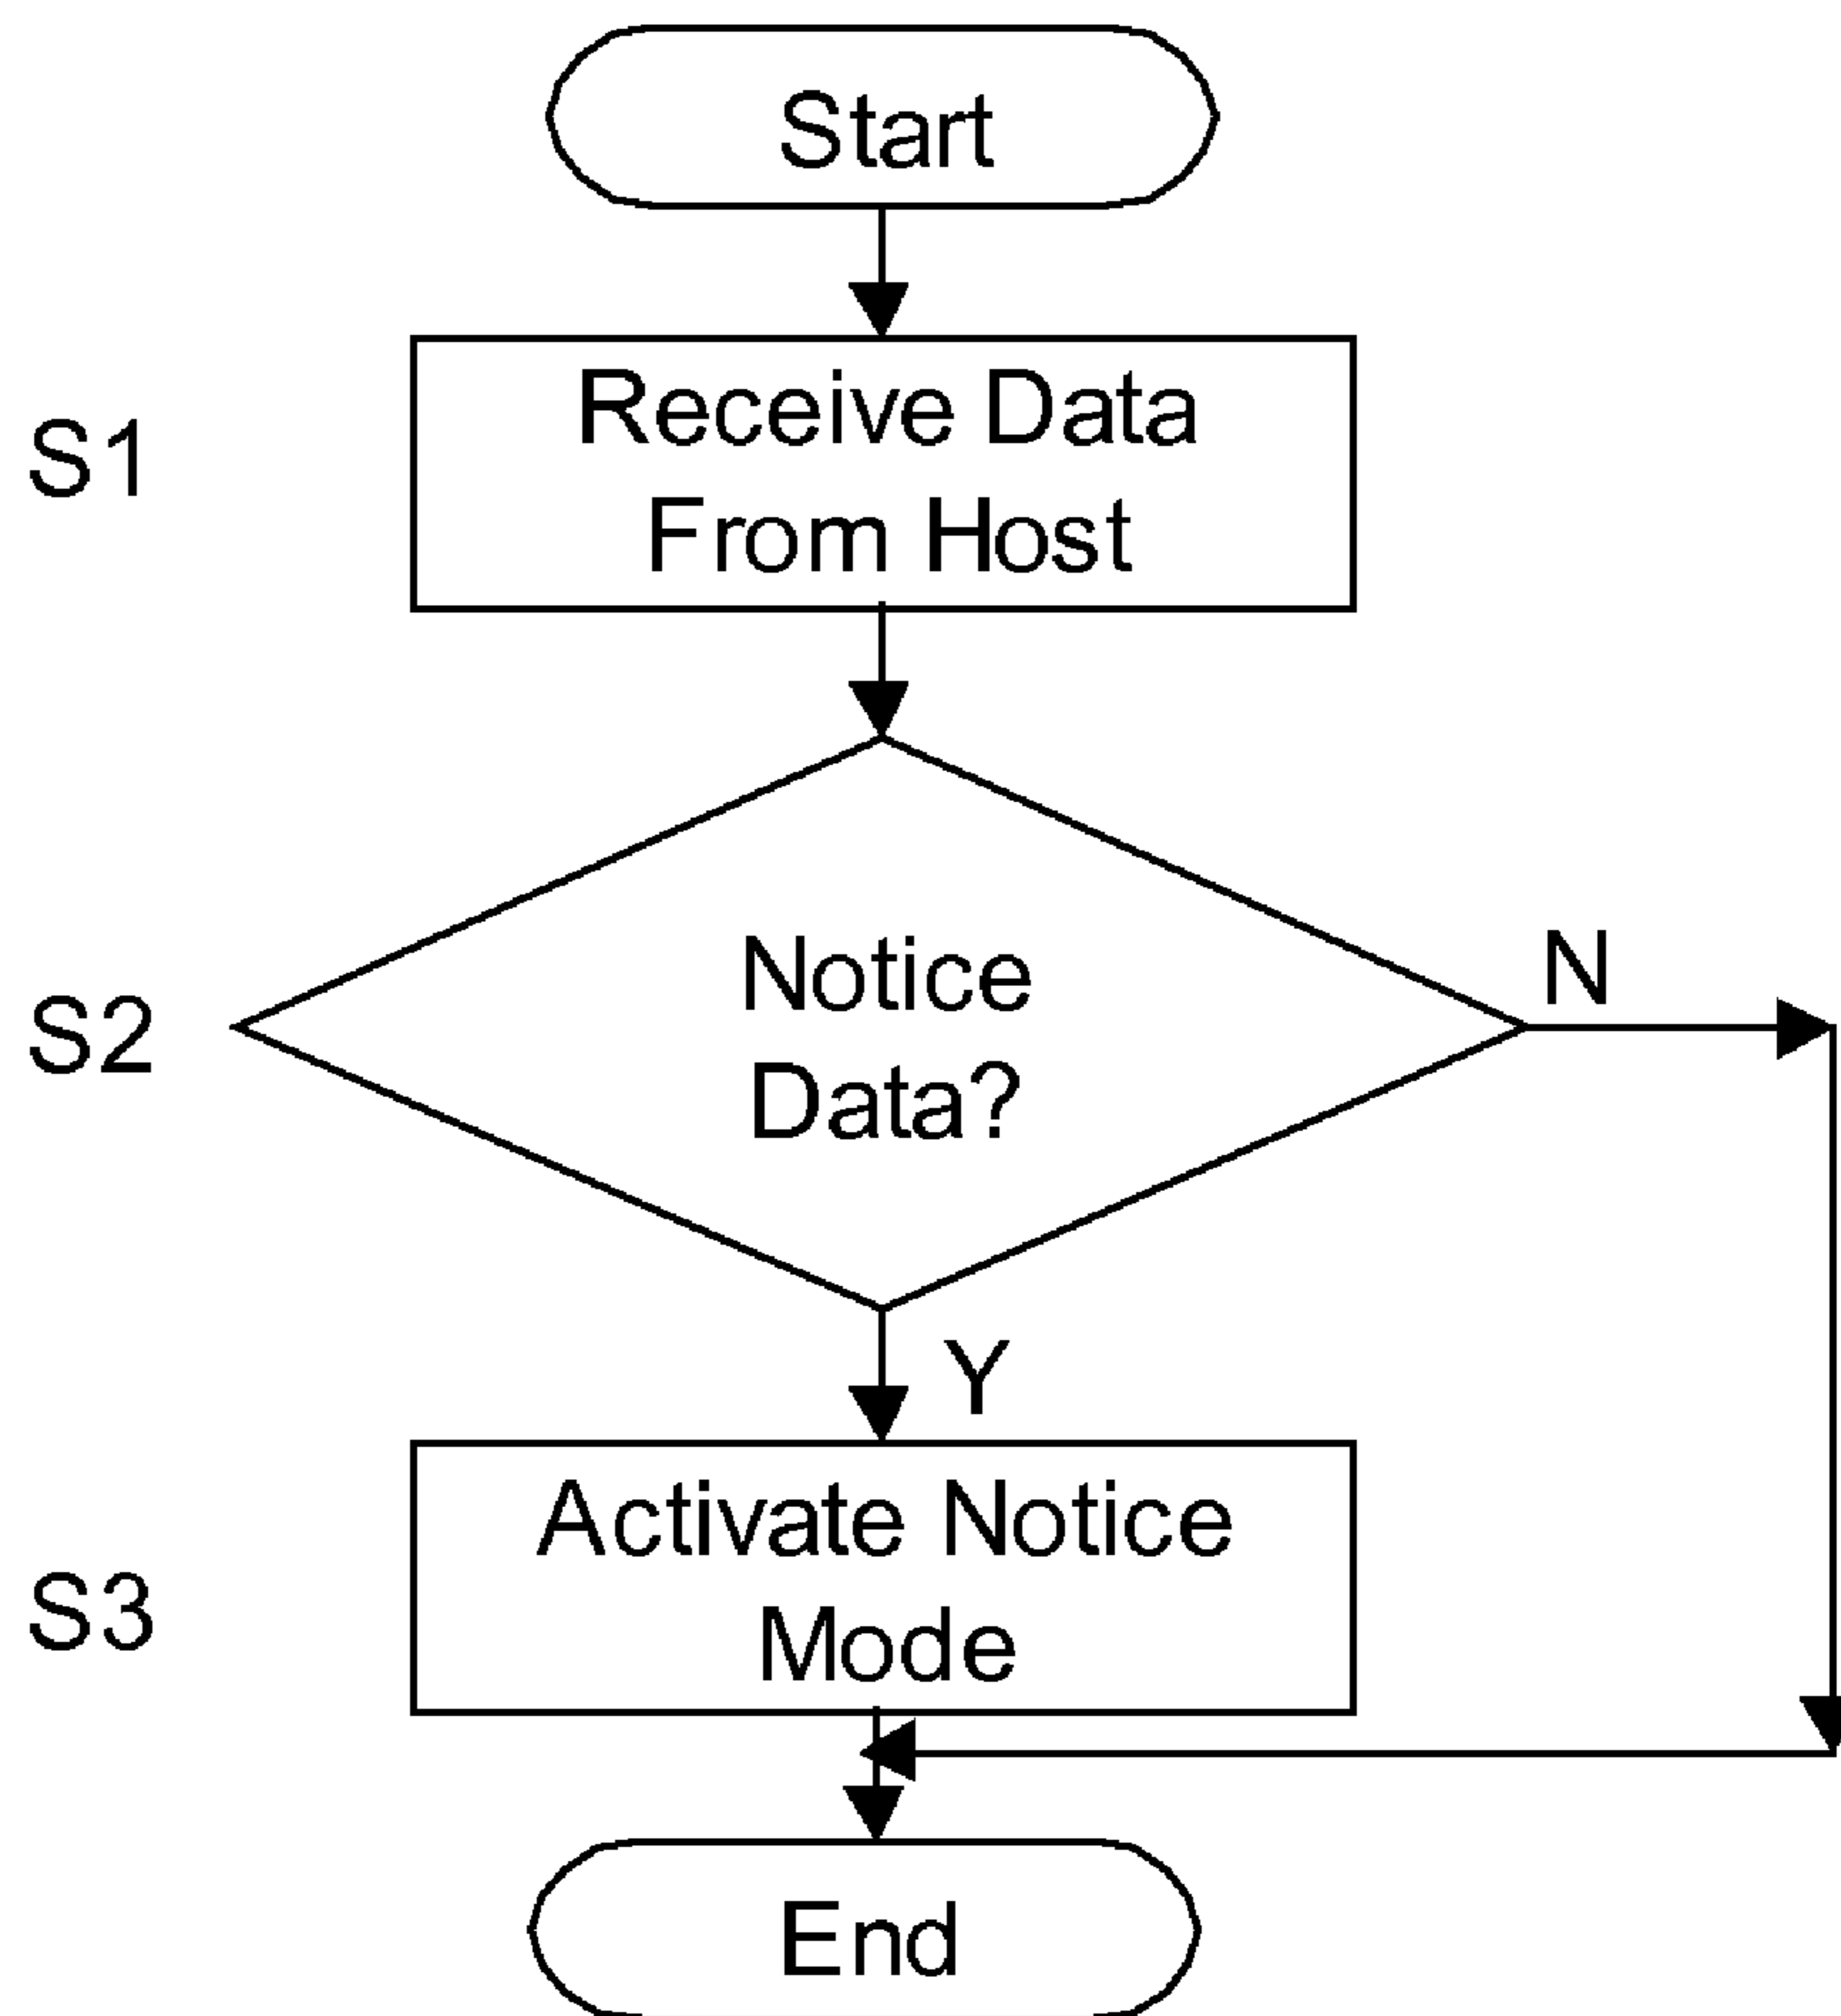 Start
S1
Receive Data
From Host
S2
Notice
Data?
N
Y
S3
Activate Notice
Mode
End